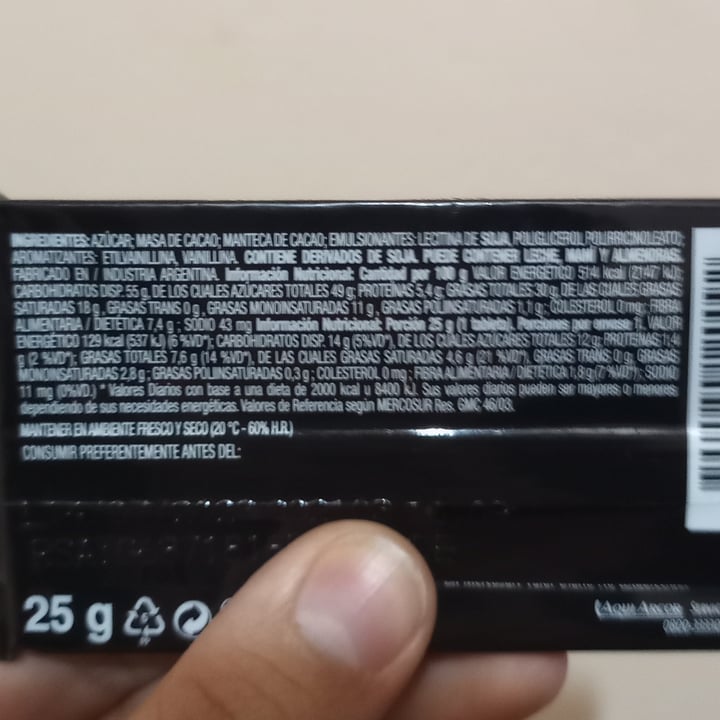 INGREDIENTES: AZÚCAR; MASA DE CACAO; MANTECA DE CACAO; EMULSIONANTES: LECTINA DE SOJA, POLIGLICEROL POLIRRICINOLEATO;
AROMATIZANTES: ETILVAINILLINA, VAINILLINA. CONTIENE DERIVADOS DE SOJA. PUEDE CONTENER LECHE, MANÍ Y ALMENDRAS.
FABRICADO EN / INDUSTRIA ARGENTINA. Información Nutricional: Cantidad por 100 g VALOR ENERGÉTICO 514 kcal (2147 kJ);
CARBOHIDRATOS DISP. 55 g, DE LOS CUALES AZÚCARES TOTALES 49 g; PROTEÍNAS 5,4 g; GRASAS TOTALES 30 g, DE LAS CUALES GRASAS
SATURADAS 18 g, GRASAS TRANS 0 g, GRASAS MONOINSATURADAS 11 g, GRASAS POLIINSATURADAS 1,1 g; COLESTEROL 0 mg; FIBRA
ALIMENTARIA / DIETÉTICA 7,4 g ; SODIO 43 mg Información Nutricional: Porción 25 g (1 tableta). Porciones por envase 1. VALOR
ENERGÉTICO 129 kcal (537 kJ) (6 %VD*); CARBOHIDRATOS DISP. 14 g (5%VD*), DE LOS CUALES AZÚCARES TOTALES 12 g; PROTEÍNAS 1,4
g (2 %VD*); GRASAS TOTALES 7,6 g (14 %VD*), DE LAS CUALES GRASAS SATURADAS 4,6 g (21 %VD*), GRASAS TRANS 0 g, GRASAS
MONOINSATURADAS 2,8 g ; GRASAS POLIINSATURADAS 0,3 g ; COLESTEROL 0 mg ; FIBRA ALIMENTARIA / DIETÉTICA 1,8 g (7 %VD*); SODIO
11 mg (0%VD.) * Valores Diarios con base a una dieta de 2000 kcal u 8400 kJ. Sus valores diarios pueden ser mayores o menores
dependiendo de sus necesidades energéticas. Valores de Referencia según MERCOSUR Res. GMC 46/03.
MANTENER EN AMBIENTE FRESCO Y SECO (20 °C - 60% H.R.)
CONSUMIR PREFERENTEMENTE ANTES DEL:
25 g
AQUÍ ARCOR